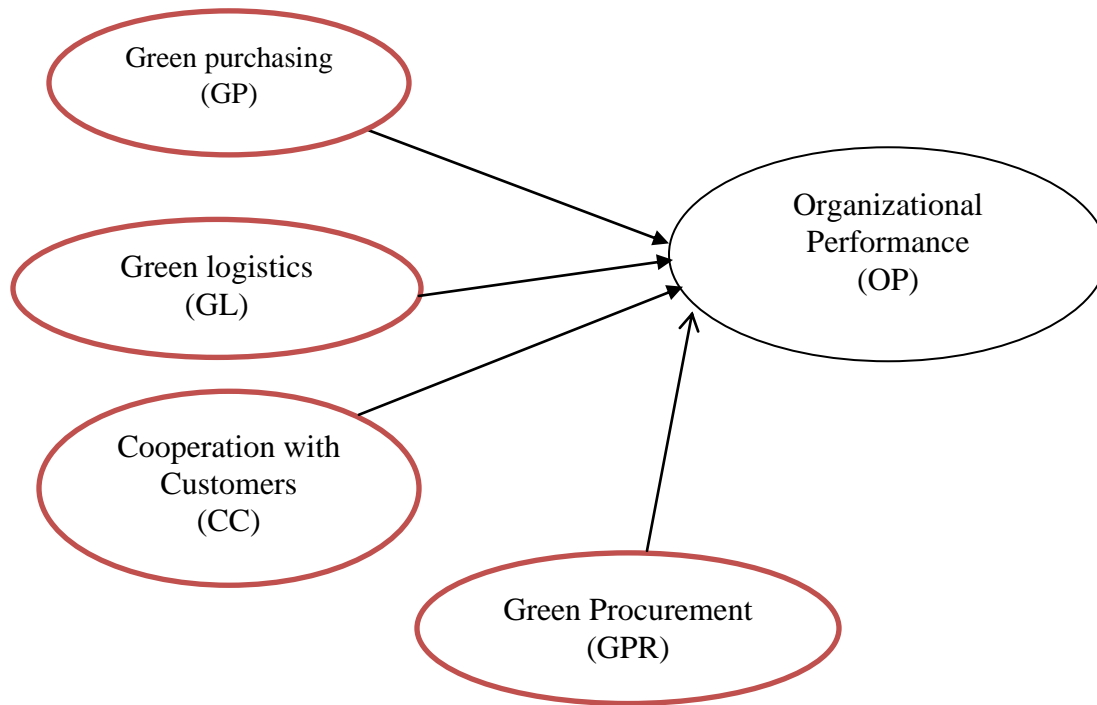 Green purchasing
(GP)
Organizational
Performance
(OP)
Green logistics
(GL)
Cooperation with
Customers
(CC)
Green Procurement
(GPR)